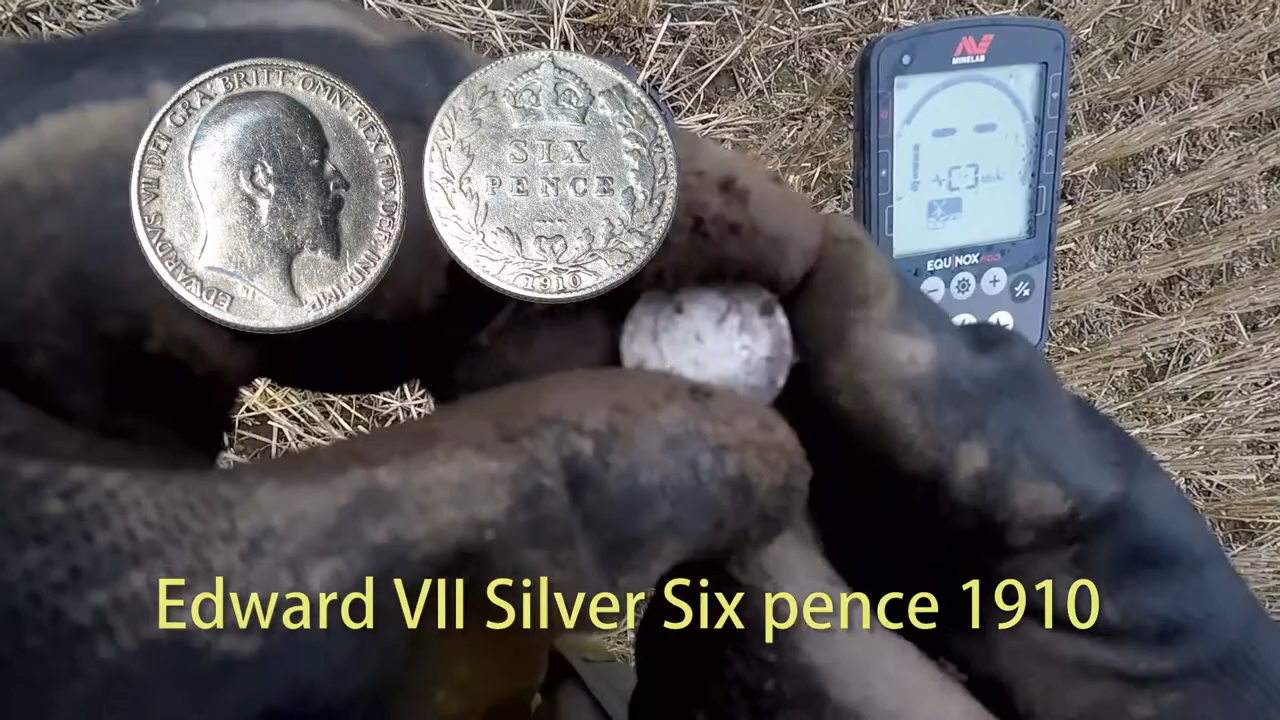 EDWARDVS VII DEI GRA: BRITT: OMN: REX FID: DEF: IND: IMP:
SIX
PENCE
1910
MINELAB
EQUINOX 800
Edward VII Silver Six pence 1910